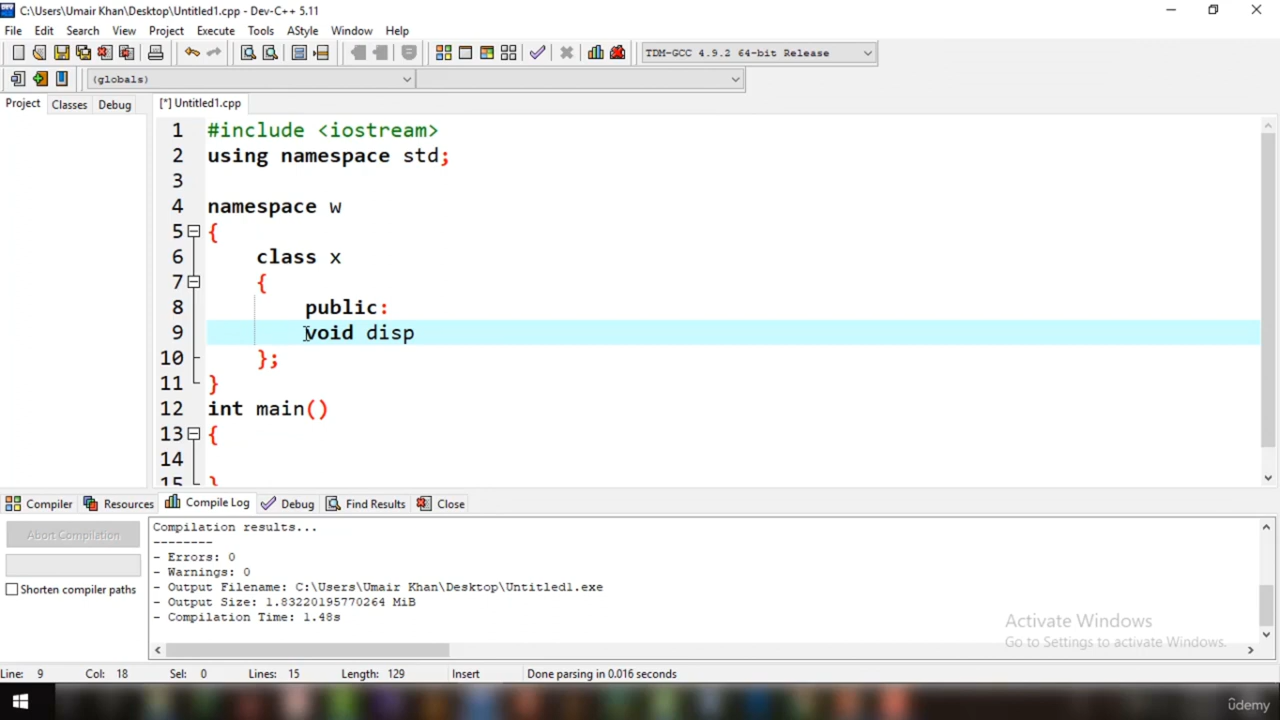 C:\Users\Umair Khan\Desktop\Untitled1.cpp - Dev-C++ 5.11
File Edit Search View Project Execute Tools AStyle Window Help
TDM-GCC 4.9.2 64-bit Release
(globals)
Project Classes Debug [*] Untitled1.cpp
1 #include <iostream>
2 using namespace std;
3
4 namespace w
5 {
6 class x
7 {
8 public:
9 void disp
10 };
11 }
12 int main()
13 {
14
15 }
Compiler Resources Compile Log Debug Find Results Close
Abort Compilation
Shorten compiler paths
Compilation results...
--------
- Errors: 0
- Warnings: 0
- Output Filename: C:\Users\Umair Khan\Desktop\Untitled1.exe
- Output Size: 1.83220195770264 MiB
- Compilation Time: 1.48s
Activate Windows
Go to Settings to activate Windows.
Line: 9 Col: 18 Sel: 0 Lines: 15 Length: 129 Insert Done parsing in 0.016 seconds
ûdemy